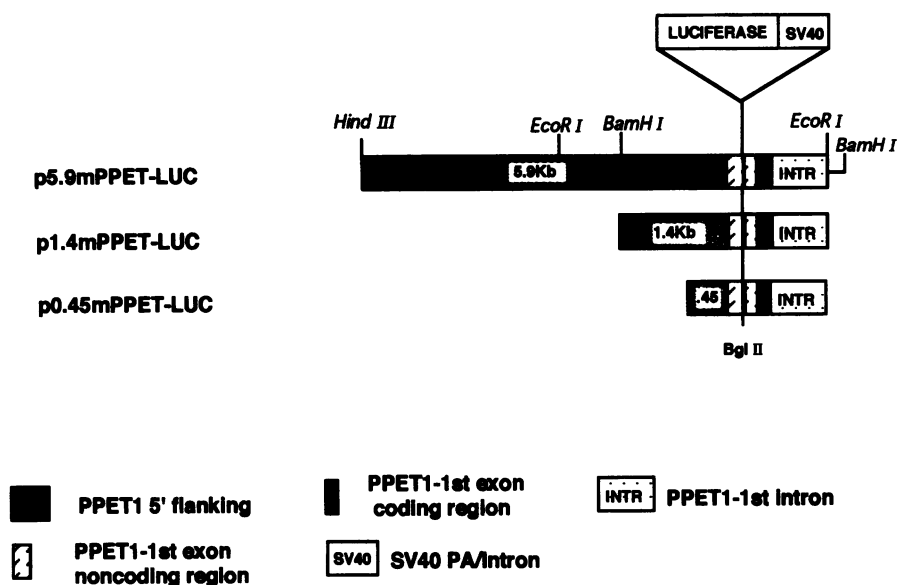 LUCIFERASE SV40
Hind III EcoR I BamH I EcoR I
BamH I
p5.9mPPET-LUC 5.9Kb INTR
p1.4mPPET-LUC 1.4Kb INTR
p0.45mPPET-LUC .45 INTR
Bgl II
PPET1 5' flanking
PPET1-1st exon
coding region
INTR PPET1-1st intron
PPET1-1st exon
noncoding region
SV40 SV40 PA/Intron